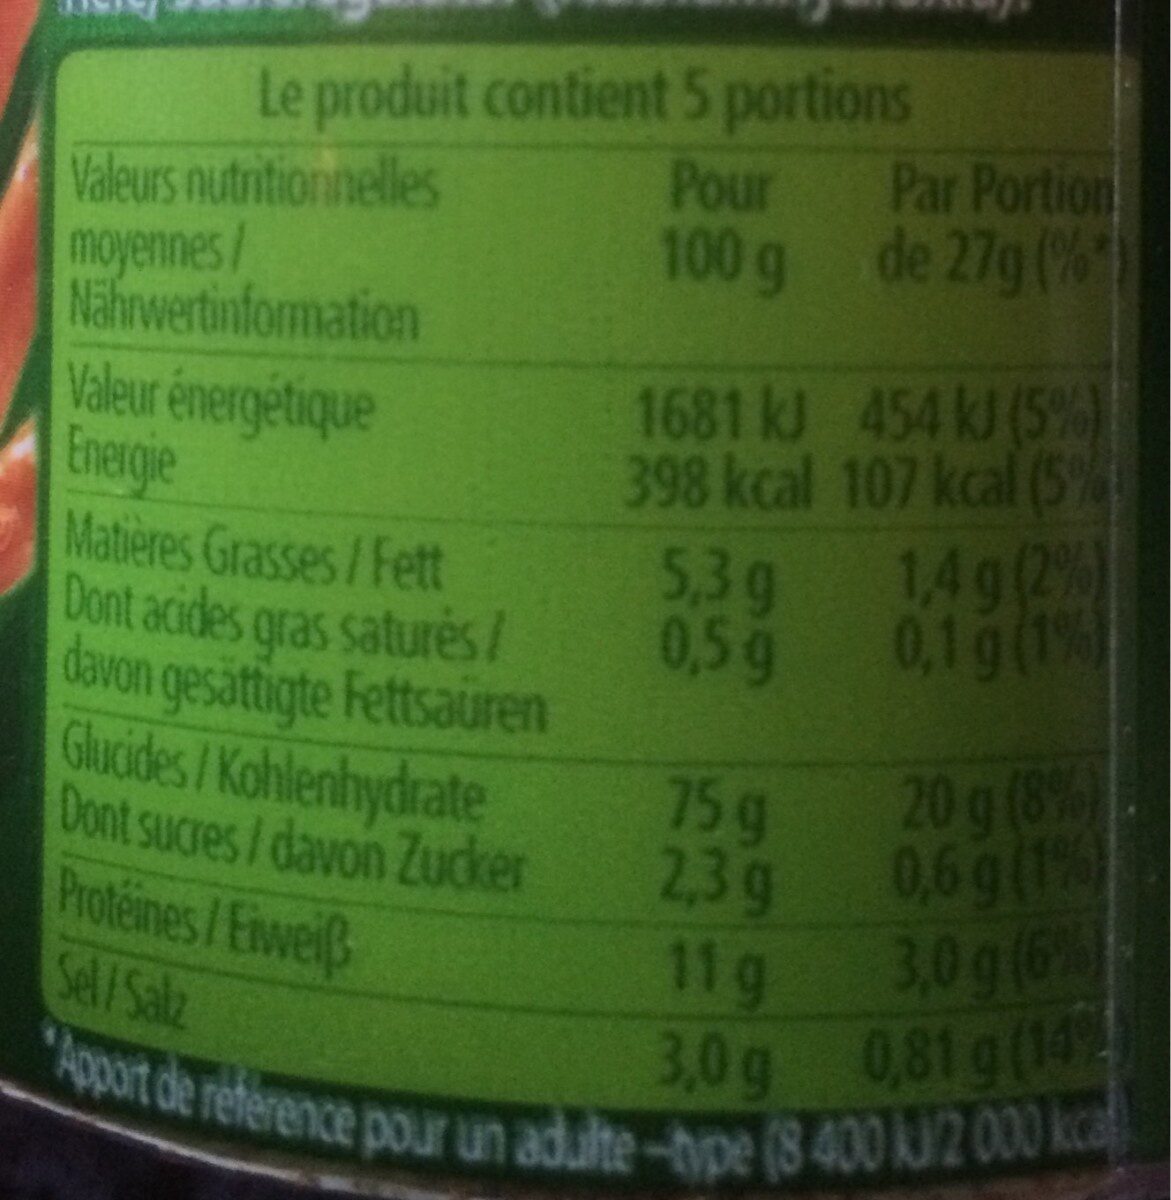 Le produit contient 5 portions
Valeurs nutritionnelles Pour Par Portion
moyennes / 100 g de 27g (%*)
Nährwertinformation
Valeur énergétique 1681 kJ 454 kJ (5%)
Energie 398 kcal 107 kcal (5%
Matières Grasses / Fett 5,3 g 1,4 g (2%)
Dont acides gras saturés / 0,5 g 0,1 g (1%)
davon gesättigte Fettsäuren
Glucides / Kohlenhydrate 75 g 20 g (8%)
Dont sucres / davon Zucker 2,3 g 0,6 g (1%)
Protéines / Eiweiß 11 g 3,0 g (6%)
Sel / Salz 3,0 g 0,81 g (14%)
*Apport de référence pour un adulte-type (8 400 kJ/2 000 kcal)